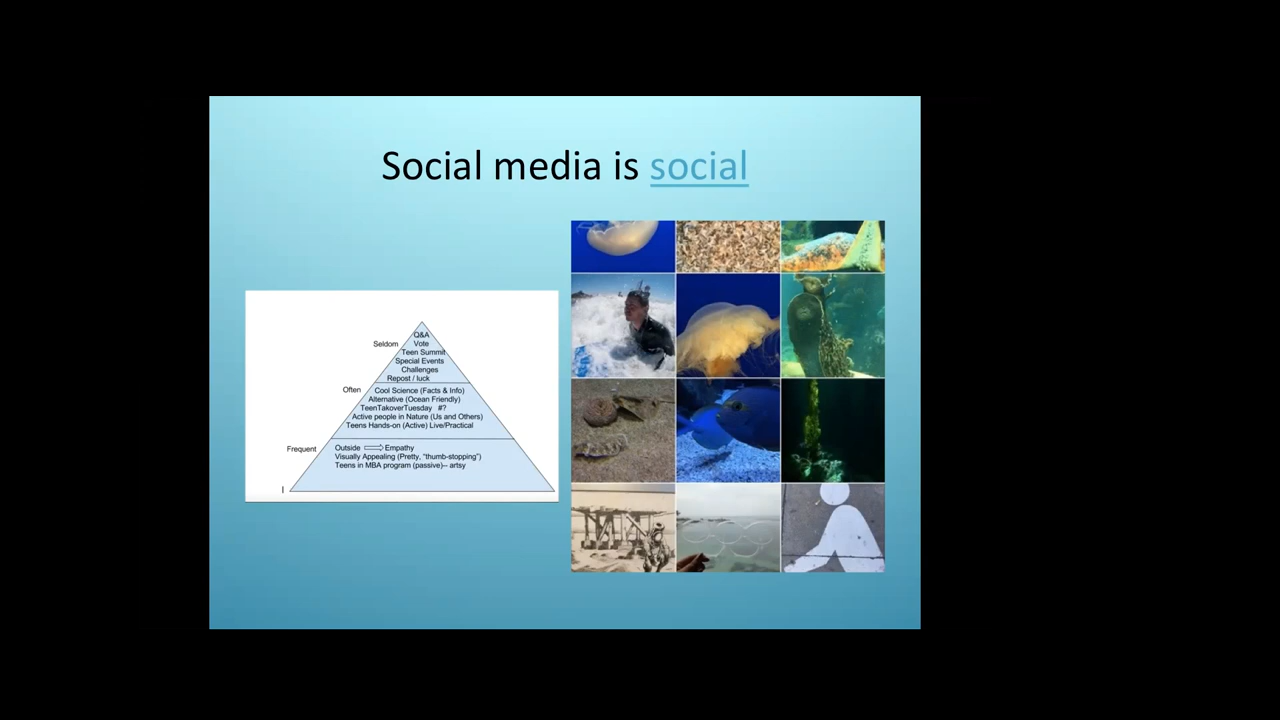 Social media is social
Q&A
Seldom
Vote
Teen Summit
Special Events
Challenges
Repost / luck
Often
Cool Science (Facts & Info)
Alternative (Ocean Friendly)
TeenTakoverTuesday #?
Active people in Nature (Us and Others)
Teens Hands-on (Active) Live/Practical
Frequent
Outside Empathy
Visually Appealing (Pretty, "thumb-stopping")
Teens in MBA program (passive)-- artsy